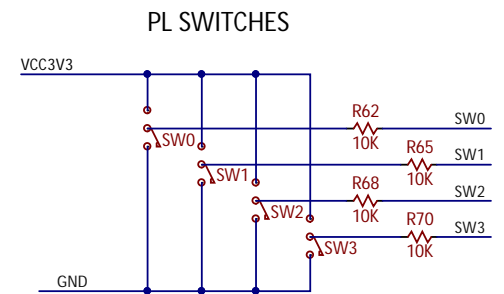 PL SWITCHES
VCC3V3
R62
SW0
SW0
10K
R65
SW1
SW1
10K
R68
SW2
SW2
10K
R70
SW3
SW3
10K
GND